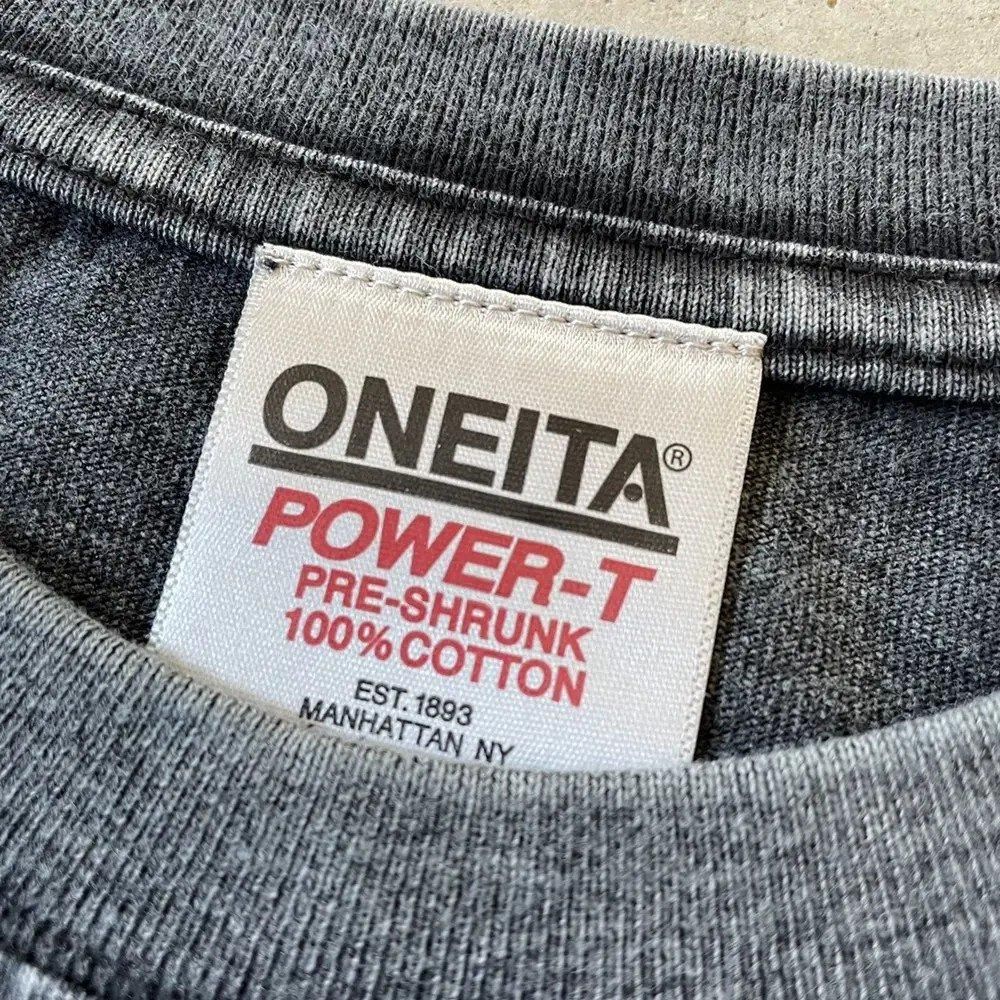 ONEITA®
POWER-T
PRE-SHRUNK
100% COTTON
EST. 1893
MANHATTAN NY